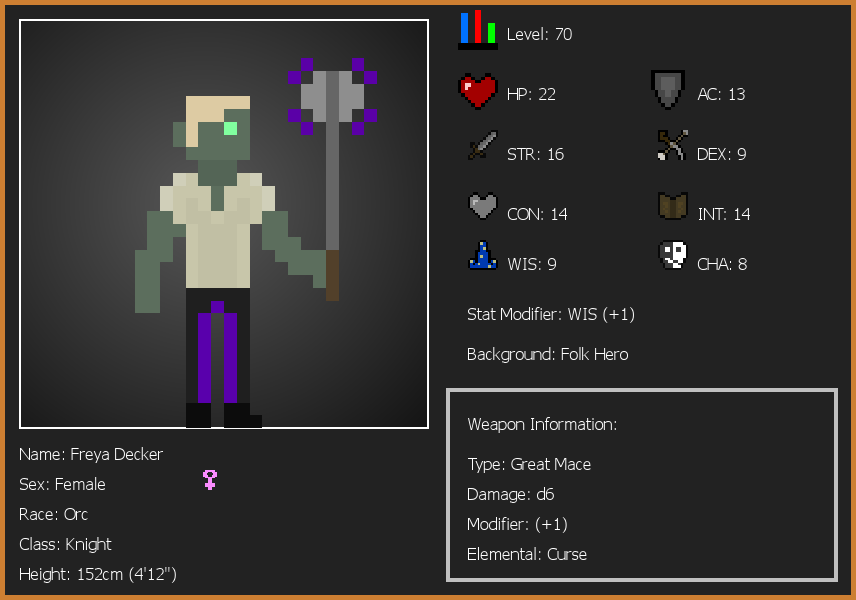 Level: 70
HP: 22
AC: 13
STR: 16
DEX: 9
CON: 14
INT: 14
WIS: 9
CHA: 8
Stat Modifier: WIS (+1)
Background: Folk Hero
Weapon Information:
Type: Great Mace
Damage: d6
Modifier: (+1)
Elemental: Curse
Name: Freya Decker
Sex: Female
Race: Orc
Class: Knight
Height: 152cm (4'12")